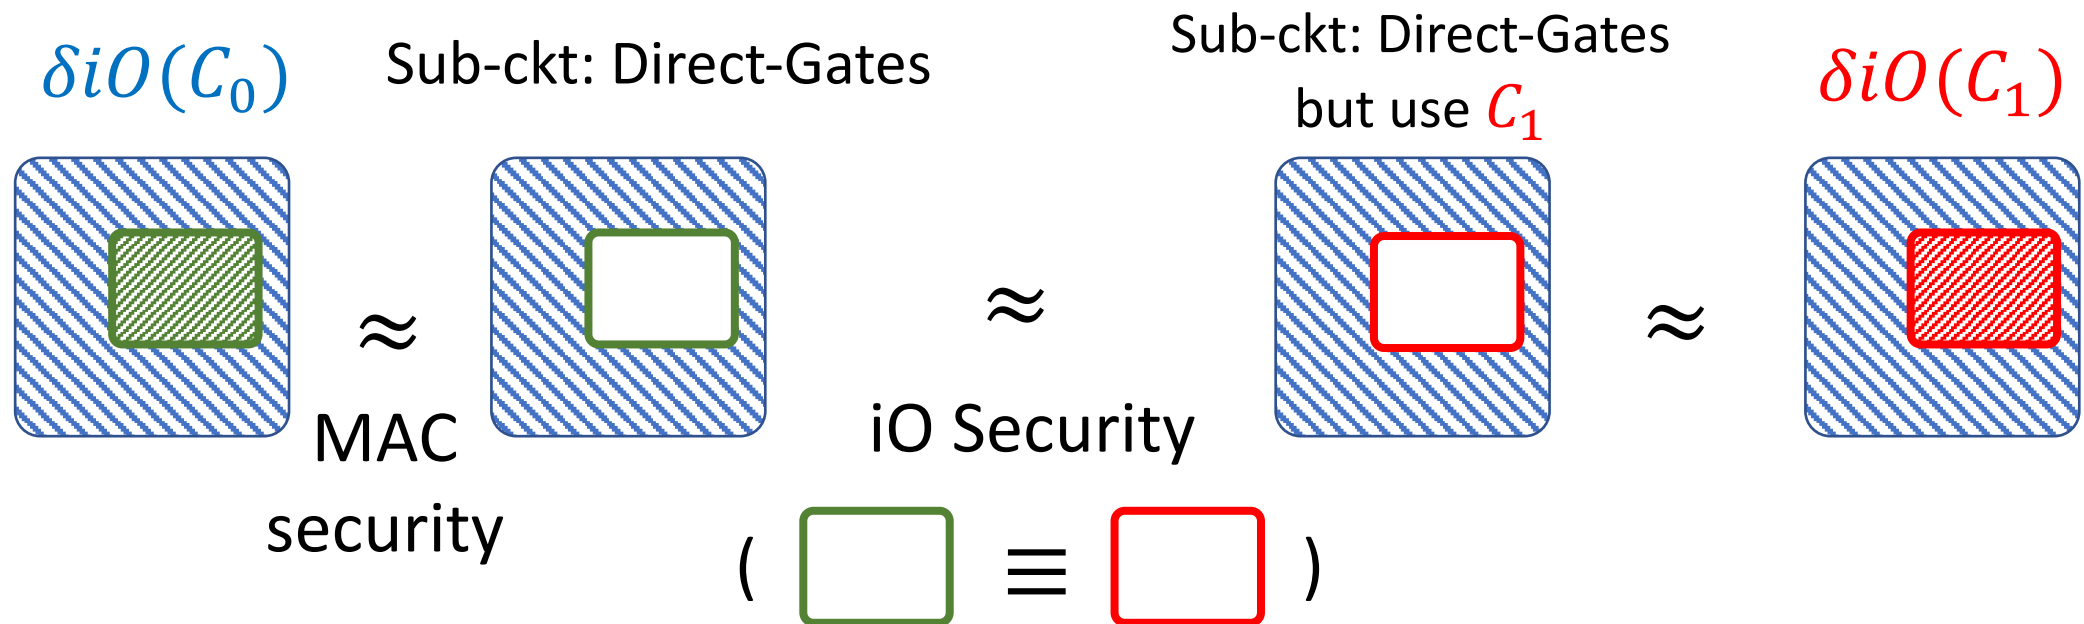 δiO(C₀)
Sub-ckt: Direct-Gates
Sub-ckt: Direct-Gates
but use C₁
δiO(C₁)
≈
MAC
security
≈
iO Security
≈
( ≡ )